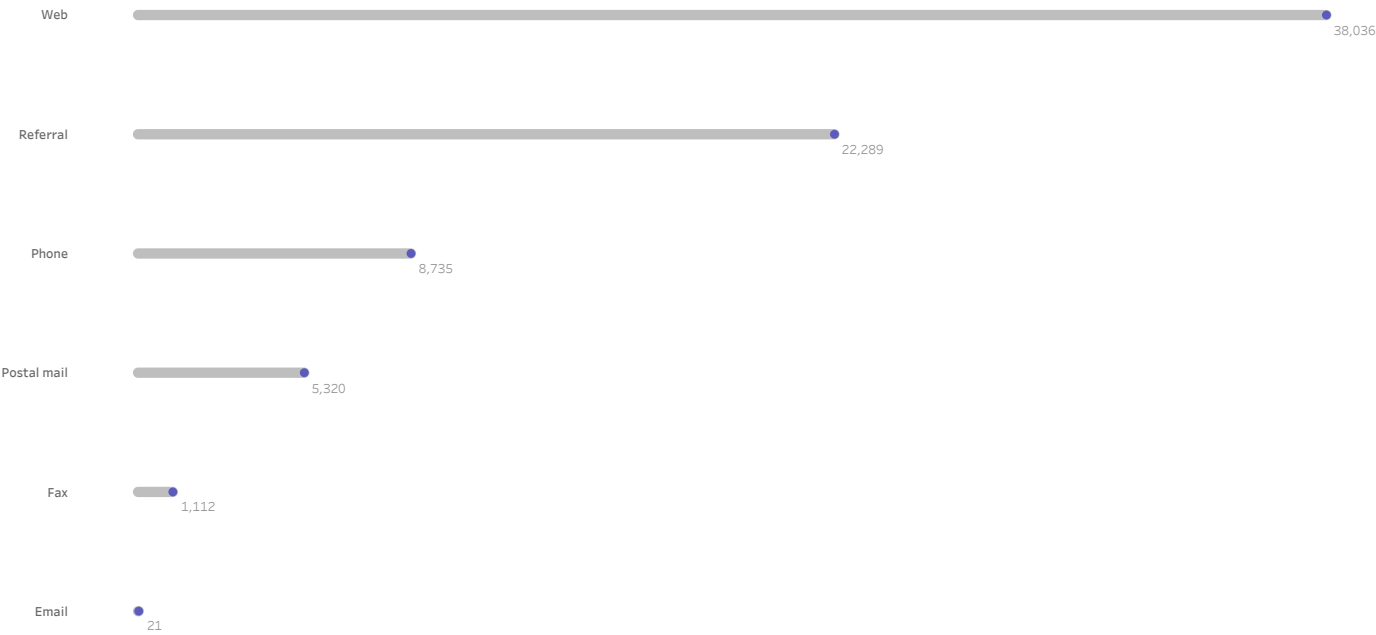 Web
38,036
Referral
22,289
Phone
8,735
Postal mail
5,320
Fax
1,112
Email
21